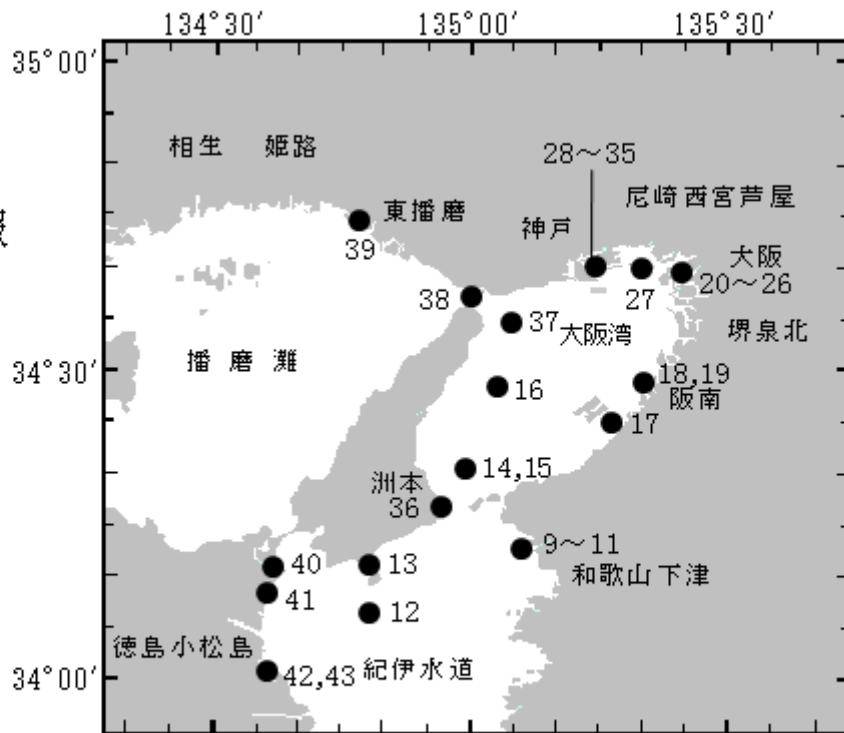 134°30′
135°00′
135°30′
35°00′
相生
姫路
28～35
尼崎西宮芦屋
東播磨
神戸
39
大阪
27
20～26
38
37
大阪湾
堺泉北
34°30′
播磨灘
18,19
16
阪南
17
14,15
洲本
36
9～11
13
40
和歌山下津
41
12
徳島小松島
42,43
紀伊水道
34°00′